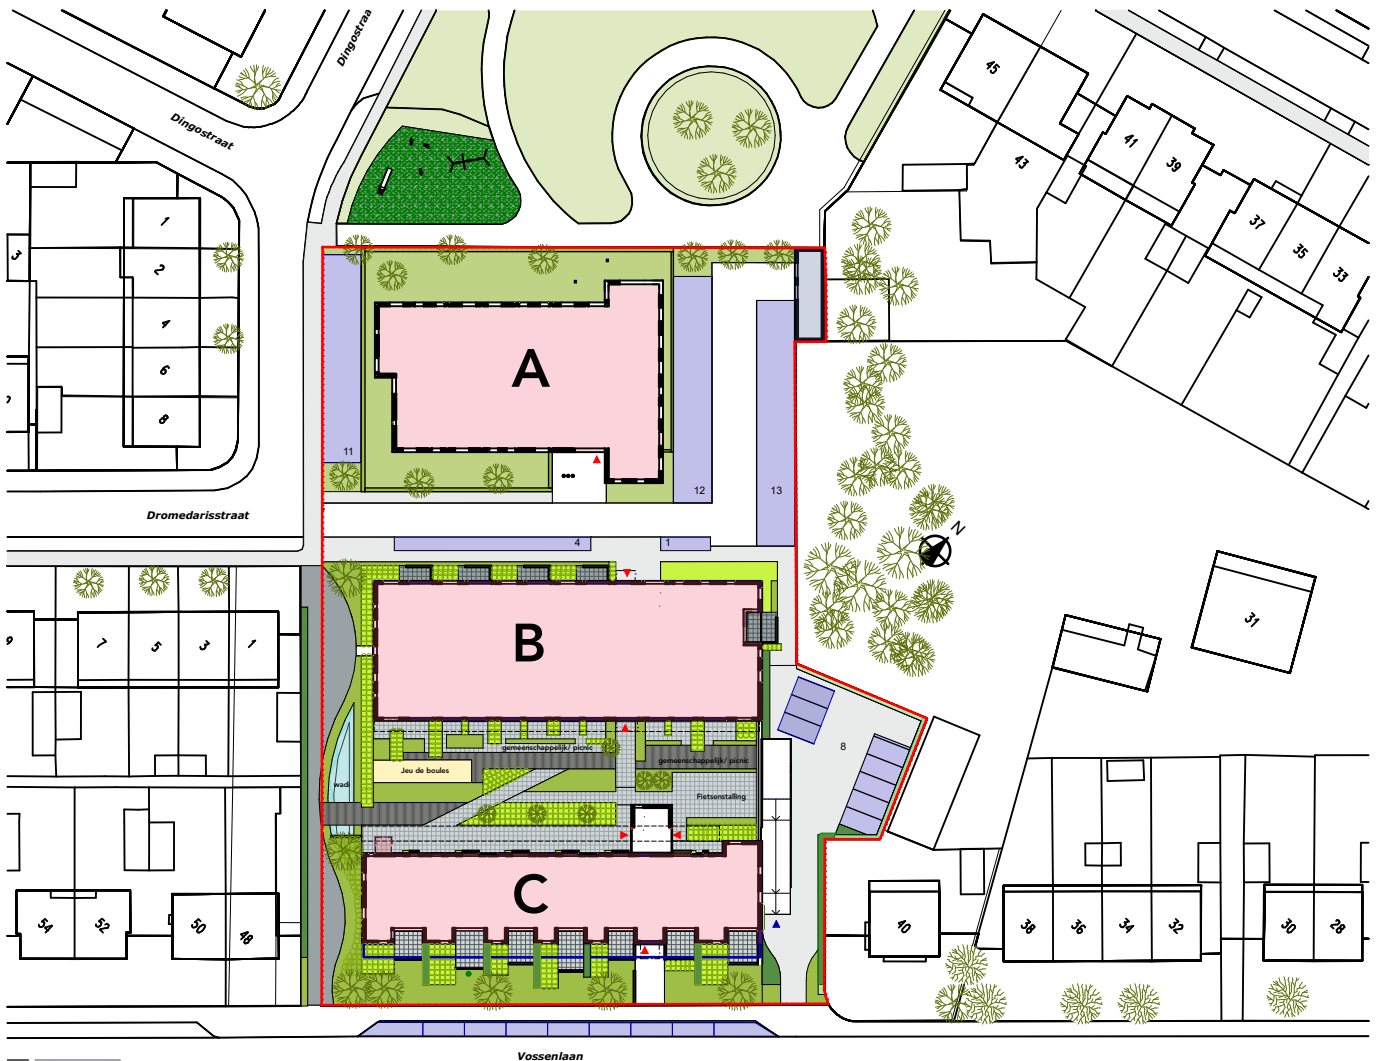 Dingostraat
Dingostraat
45
43
41
39
37
35
33
1
2
3
4
6
8
A
11
12
13
N
Dromedarisstraat
4
1
B
9
7
5
3
1
31
gemeenschappelijk/ picnic
gemeenschappelijk/ picnic
Jeu de boules
wadi
Fietsenstalling
8
C
54
52
50
48
40
38
36
34
32
30
28
Vossenlaan